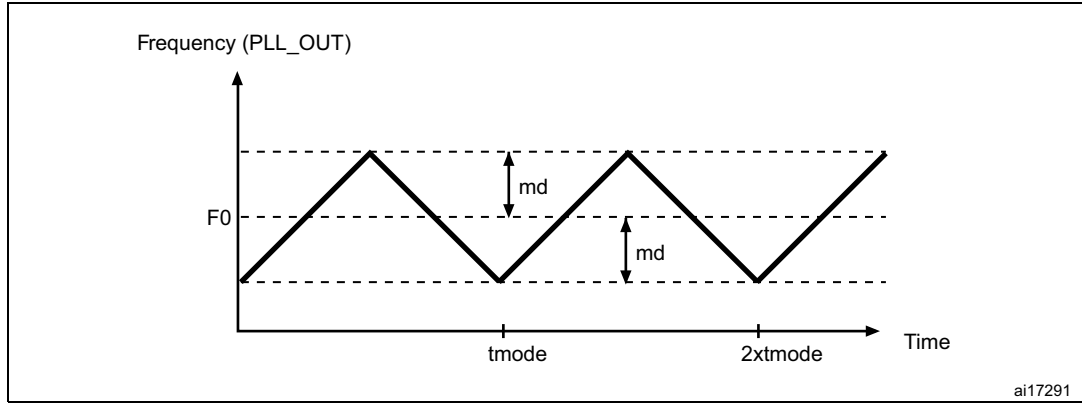 Frequency (PLL_OUT)
md
F0
md
tmode
2xtmode
Time
ai17291